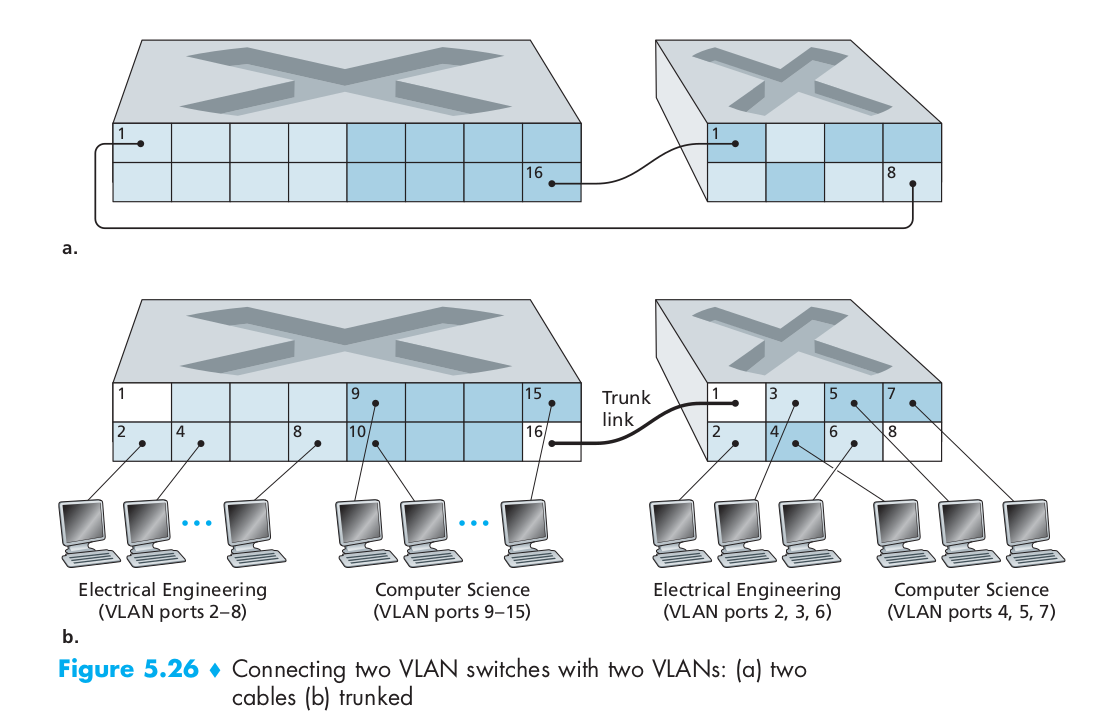 1
16
1
8
a.
1
9
15
2
4
8
10
16
Trunk
link
1
3
5
7
2
4
6
8
Electrical Engineering
(VLAN ports 2–8)
Computer Science
(VLAN ports 9–15)
Electrical Engineering
(VLAN ports 2, 3, 6)
Computer Science
(VLAN ports 4, 5, 7)
b.
Figure 5.26 ♦ Connecting two VLAN switches with two VLANs: (a) two
cables (b) trunked